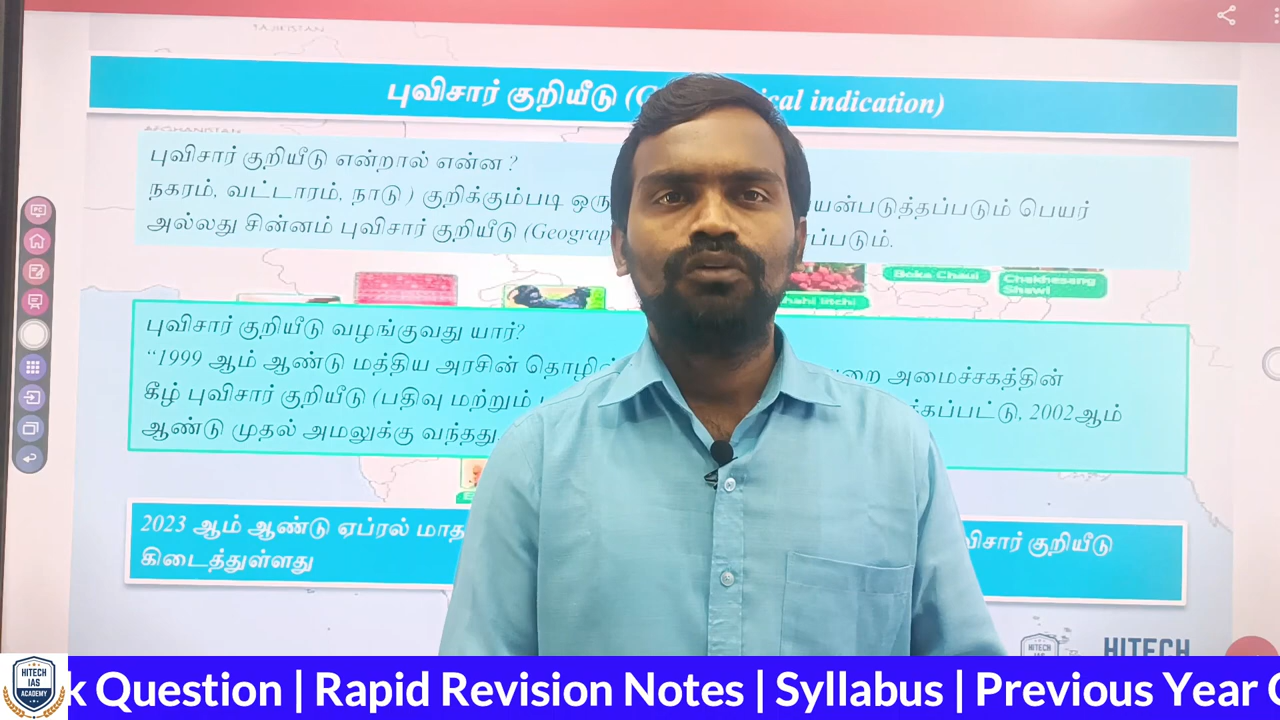 TAJIKISTAN
புவிசார் குறியீடு ical indication)
AFGHANISTAN
புவிசார் குறியீடு என்றால் என்ன ?
நகரம், வட்டாரம், நாடு ) குறிக்கும்படி ஒரு யன்படுத்தப்படும் பெயர்
அல்லது சின்னம் புவிசார் குறியீடு (Geograp ப்படும்.
Boka Chaul
Chakhesang
Shawl
hahi litchi
புவிசார் குறியீடு வழங்குவது யார்?
“1999 ஆம் ஆண்டு மத்திய அரசின் தொழில் றை அமைச்சகத்தின்
கீழ் புவிசார் குறியீடு (பதிவு மற்றும் க்கப்பட்டு, 2002ஆம்
ஆண்டு முதல் அமலுக்கு வந்தது.
2023 ஆம் ஆண்டு ஏப்ரல் மாத விசார் குறியீடு
கிடைத்துள்ளது
HITECH
IAS
ACADEMY
HITECH
k Question | Rapid Revision Notes | Syllabus | Previous Year